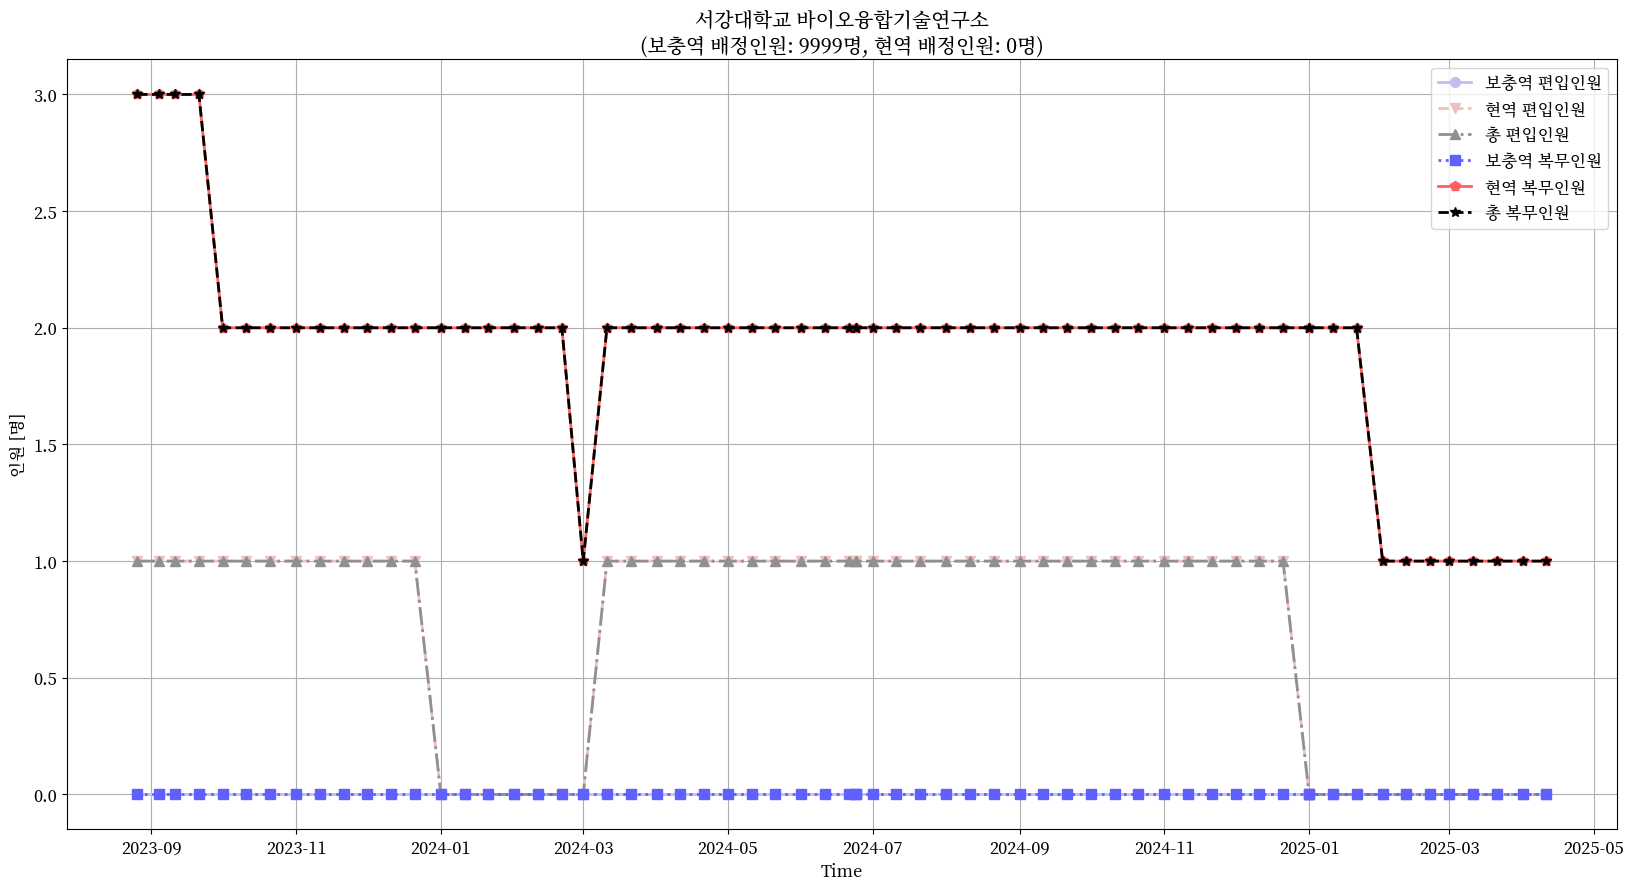 서강대학교 바이오융합기술연구소
(보충역 배정인원: 9999명, 현역 배정인원: 0명)
보충역 편입인원
현역 편입인원
총 편입인원
보충역 복무인원
현역 복무인원
총 복무인원
3.0
2.5
2.0
1.5
1.0
0.5
0.0
인원 [명]
2023-09
2023-11
2024-01
2024-03
2024-05
2024-07
2024-09
2024-11
2025-01
2025-03
2025-05
Time